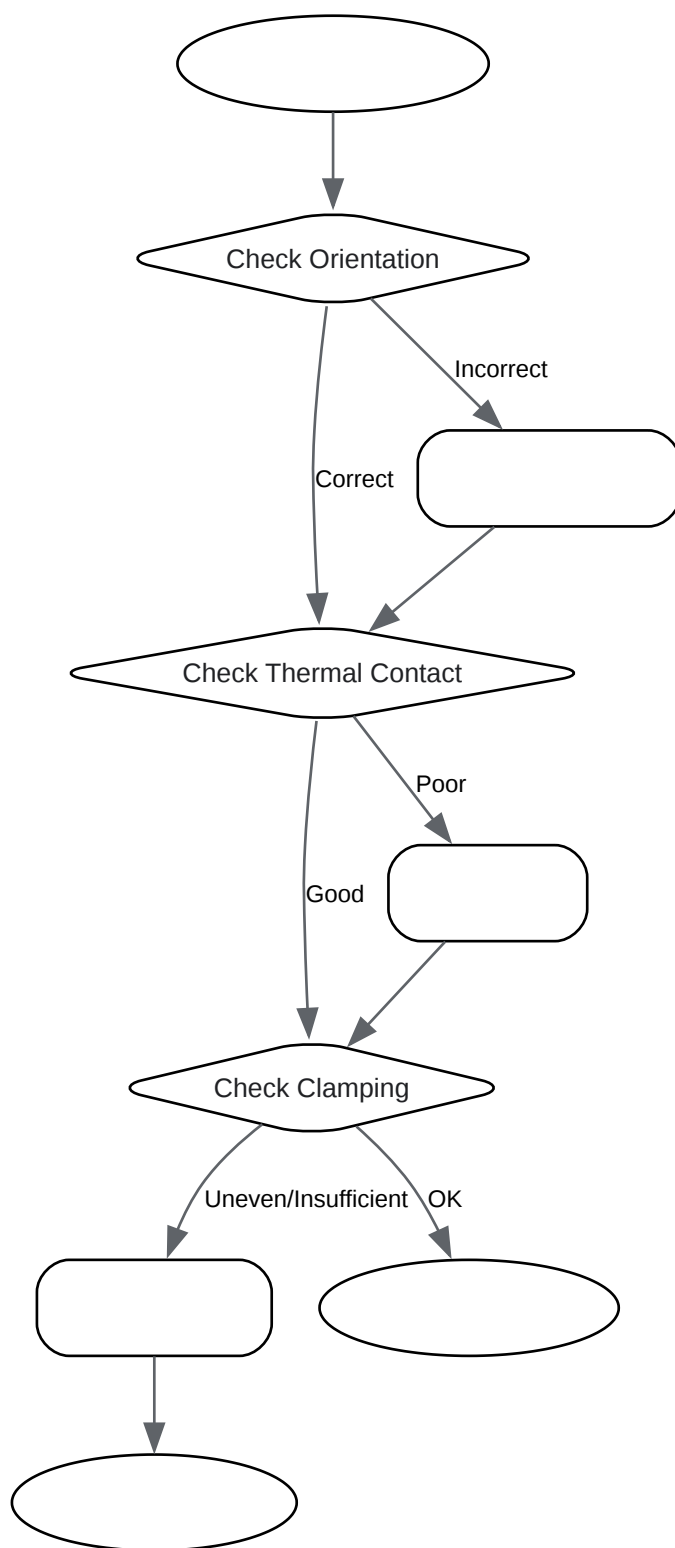 Check Orientation
Incorrect
Correct
Check Thermal Contact
Poor
Good
Check Clamping
Uneven/Insufficient
OK